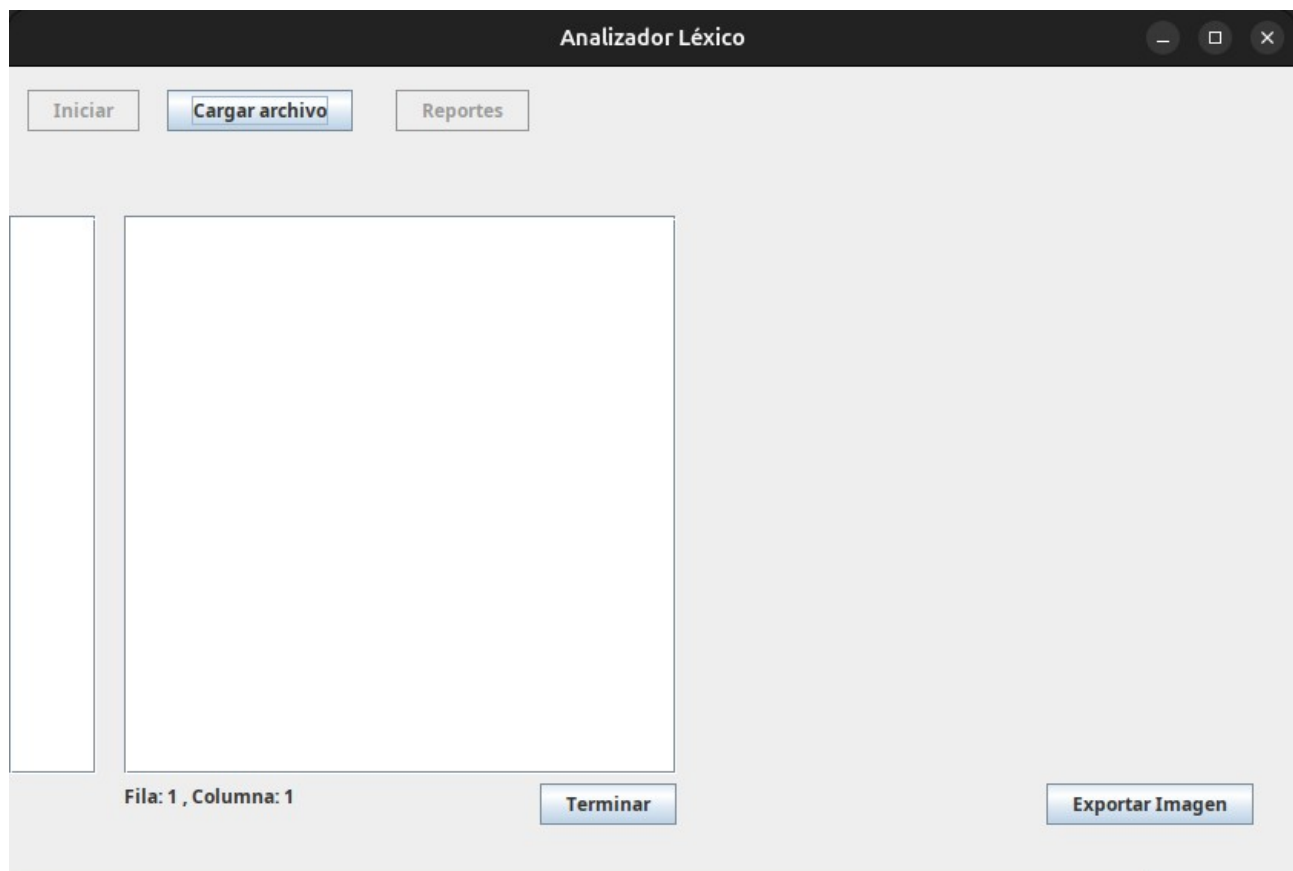 Analizador Léxico
Iniciar
Cargar archivo
Reportes
Fila: 1 , Columna: 1
Terminar
Exportar Imagen